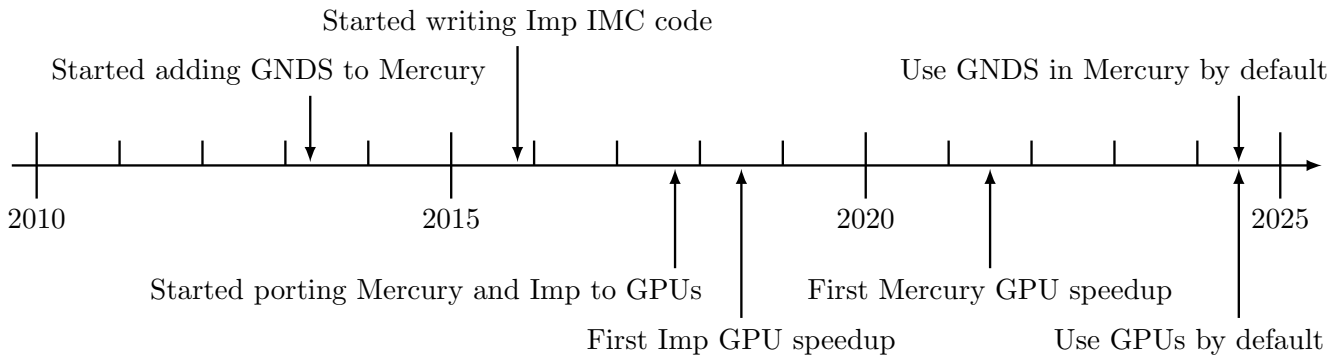 Started writing Imp IMC code
Started adding GNDS to Mercury
Use GNDS in Mercury by default
2010
2015
2020
2025
Started porting Mercury and Imp to GPUs
First Mercury GPU speedup
First Imp GPU speedup
Use GPUs by default